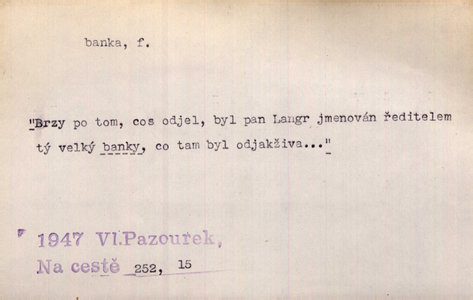 banka, f.
"Brzy po tom, cos odjel, byl pan Langr jmenován ředitelem
tý velký banky, co tam byl odjakživa..."
1947 Vl.Pazourek,
Na cestě 252, 15